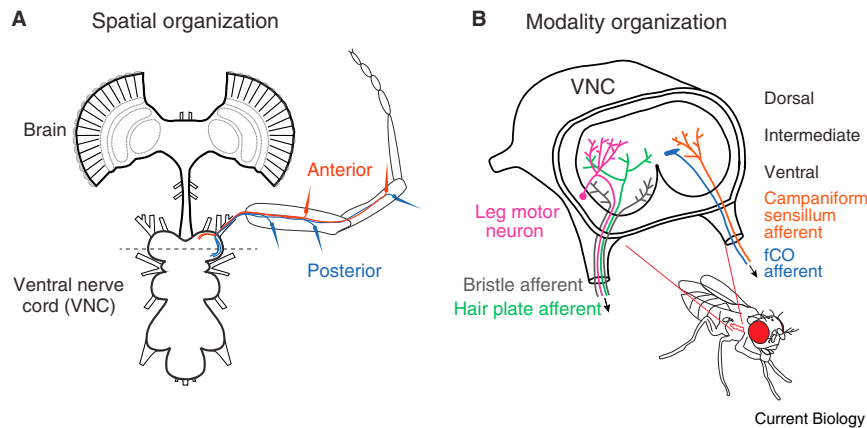 A
Spatial organization
Brain
Anterior
Posterior
Ventral nerve
cord (VNC)
B
Modality organization
VNC
Dorsal
Intermediate
Ventral
Leg motor
neuron
Campaniform
sensillum
afferent
fCO
afferent
Bristle afferent
Hair plate afferent
Current Biology